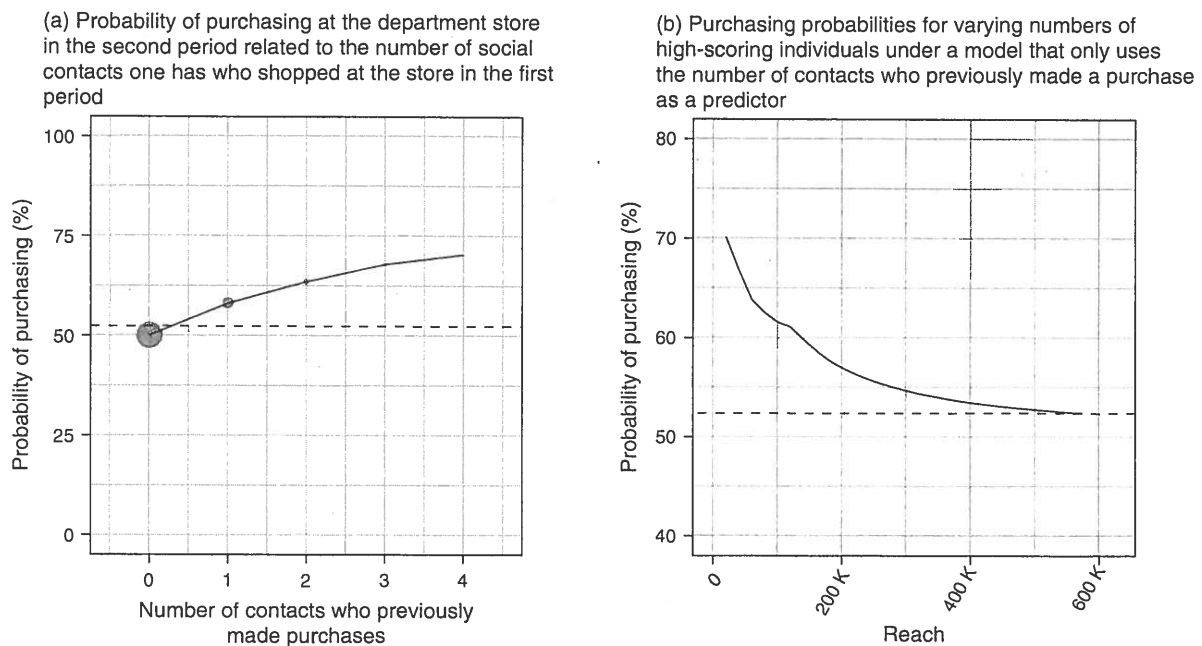 (a) Probability of purchasing at the department store
in the second period related to the number of social
contacts one has who shopped at the store in the first
period
100
75
50
25
0
Probability of purchasing (%)
0 1 2 3 4
Number of contacts who previously
made purchases
(b) Purchasing probabilities for varying numbers of
high-scoring individuals under a model that only uses
the number of contacts who previously made a purchase
as a predictor
80
70
60
50
40
Probability of purchasing (%)
0 200 K 400 K 600 K
Reach